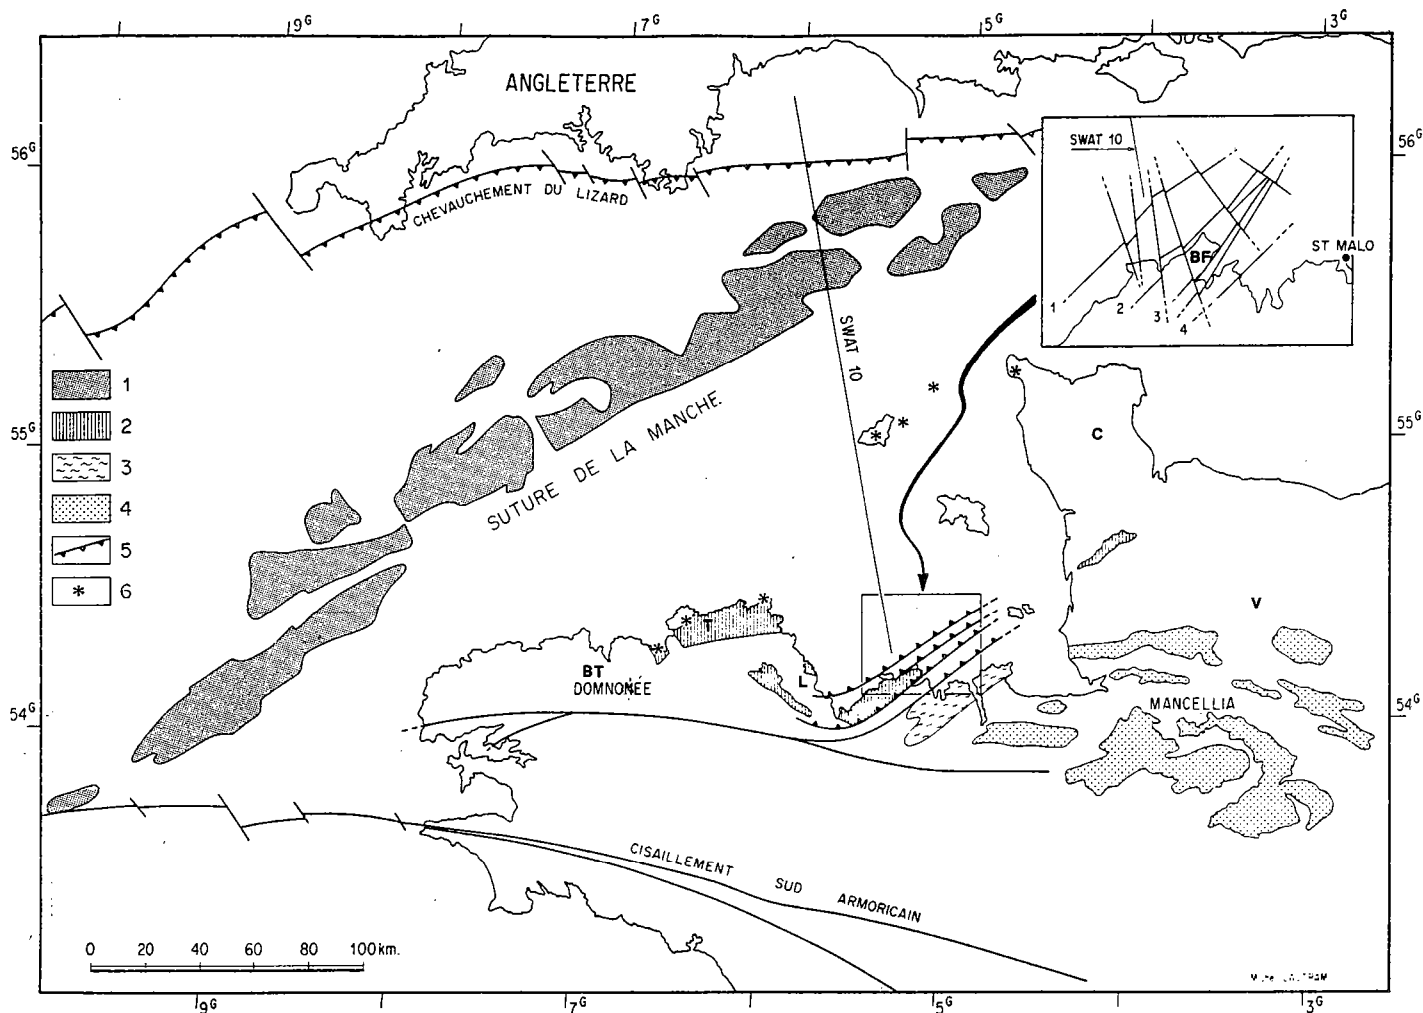 9G
7G
5G
3G
ANGLETERRE
56G
56G
SWAT 10
ST MALO
BF
1
2
3
4
CHEVAUCHEMENT DU LIZARD
SWAT 10
1
2
3
4
5
6
55G
55G
C
SUTURE DE LA MANCHE.
T
V
BT
DOMNONÉE
L
MANCELLIA
54G
54G
CISAILLEMENT SUD ARMORICAIN
0 20 40 60 80 100 km.
9G
7G
5G
3G